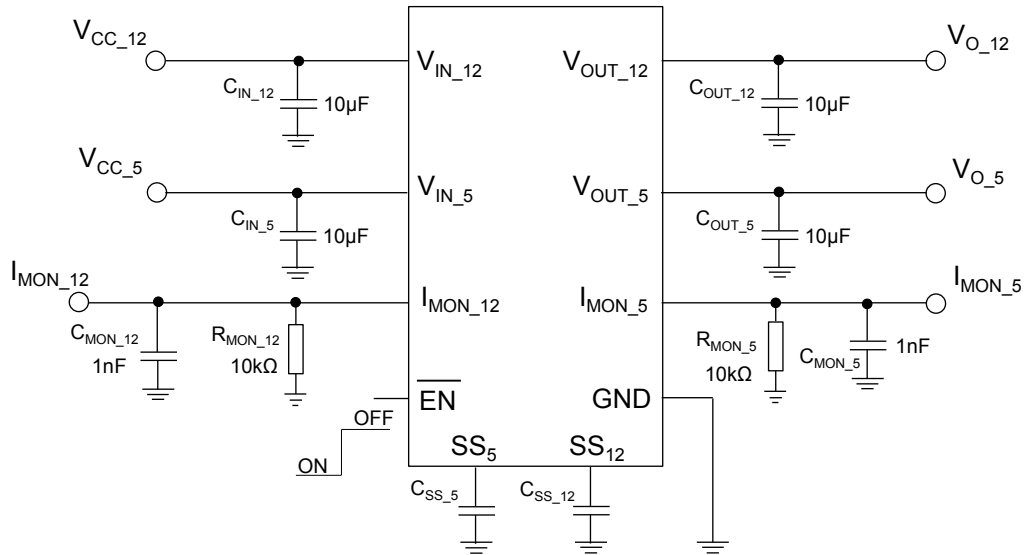 V_CC_12
V_IN_12
V_OUT_12
V_O_12
C_IN_12
10µF
C_OUT_12
10µF
V_CC_5
V_IN_5
V_OUT_5
V_O_5
C_IN_5
10µF
C_OUT_5
10µF
I_MON_12
I_MON_12
I_MON_5
I_MON_5
C_MON_12
1nF
R_MON_12
10kΩ
R_MON_5
10kΩ
C_MON_5
1nF
E̅N̅
GND
OFF
ON
SS_5
SS_12
C_SS_5
C_SS_12